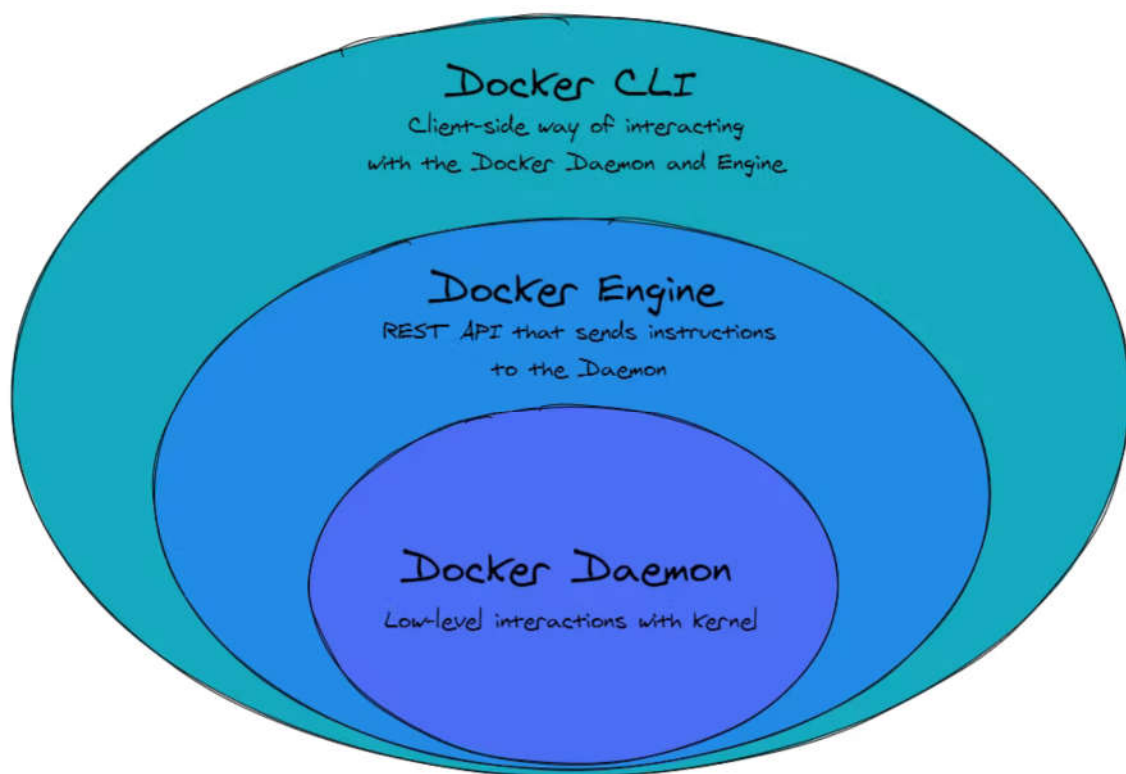 Docker CLI
Client-side way of interacting
with the Docker Daemon and Engine
Docker Engine
REST API that sends instructions
to the Daemon
Docker Daemon
Low-level interactions with Kernel